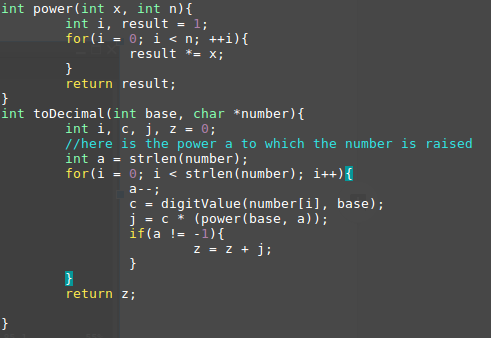 int power(int x, int n){
int i, result = 1;
for(i = 0; i < n; ++i){
result *= x;
}
return result;
}
int toDecimal(int base, char *number){
int i, c, j, z = 0;
//here is the power a to which the number is raised
int a = strlen(number);
for(i = 0; i < strlen(number); i++){
a--;
c = digitValue(number[i], base);
j = c * (power(base, a));
if(a != -1){
z = z + j;
}
}
return z;
}